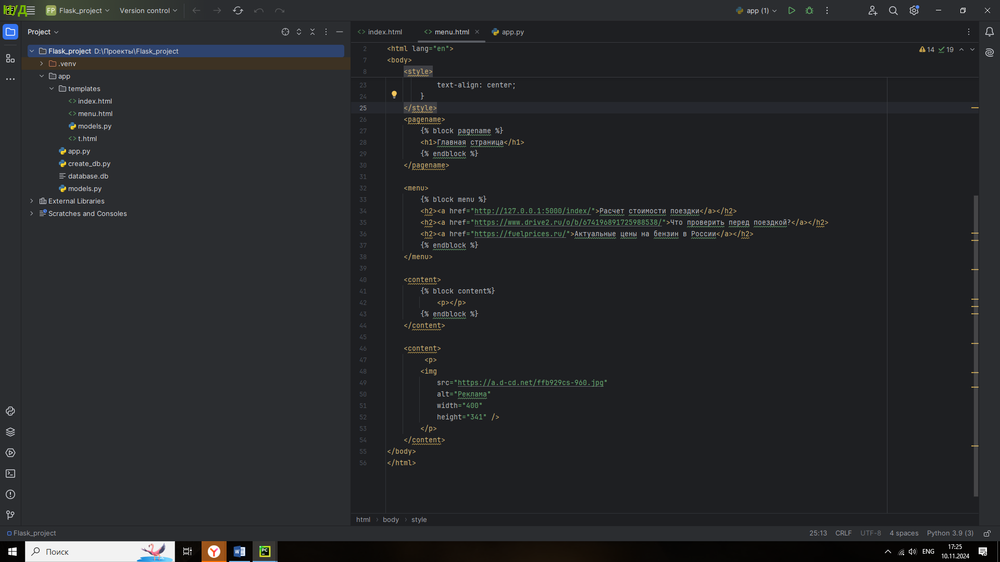 FP Flask_project Version control app (1)
Project
index.html menu.html app.py
Flask_project D:\Проекты\Flask_project
.venv
app
templates
index.html
menu.html
models.py
t.html
app.py
create_db.py
database.db
models.py
External Libraries
Scratches and Consoles
14 19
2 <html lang="en">
7 <body>
8 <style>
23 text-align: center;
24 }
25 </style>
26 <pagename>
27 {% block pagename %}
28 <h1>Главная страница</h1>
29 {% endblock %}
30 </pagename>
31
32 <menu>
33 {% block menu %}
34 <h2><a href="http://127.0.0.1:5000/index/">Расчет стоимости поездки</a></h2>
35 <h2><a href="https://www.drive2.ru/o/b/674196891725988538/">Что проверить перед поездкой?</a></h2>
36 <h2><a href="https://fuelprices.ru/">Актуальные цены на бензин в России</a></h2>
37 {% endblock %}
38 </menu>
39
40 <content>
41 {% block content%}
42 <p></p>
43 {% endblock %}
44 </content>
45
46 <content>
47 <p>
48 <img
49 src="https://a.d-cd.net/ffb929cs-960.jpg"
50 alt="Реклама"
51 width="400"
52 height="341" />
53 </p>
54 </content>
55 </body>
56 </html>
html › body › style
Flask_project 25:13 CRLF UTF-8 4 spaces Python 3.9 (3)
Поиск
PC
ENG
17:25
10.11.2024